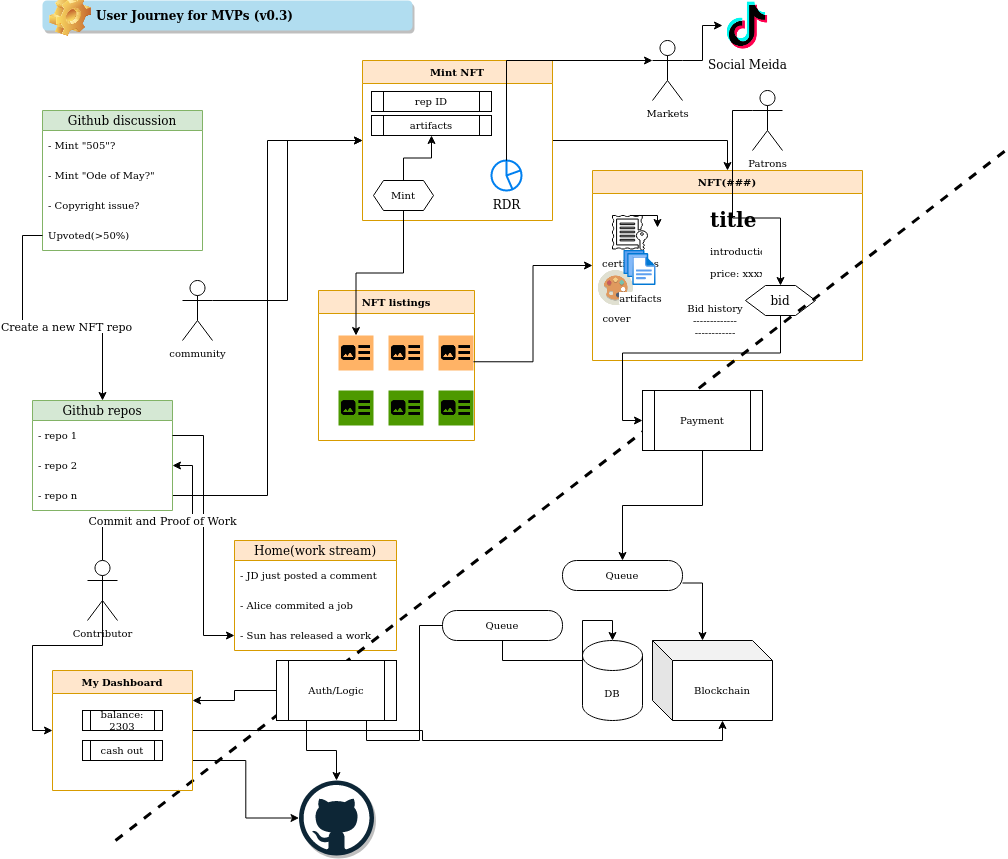 User Journey for MVPs (v0.3)
Social Meida
Mint NFT
rep ID
artifacts
Mint
RDR
Markets
Patrons
Github discussion
- Mint "505"?
- Mint "Ode of May?"
- Copyright issue?
Upvoted(>50%)
NFT(###)
title
introductic
price: xxx
artifacts
cover
Bid history
-------------
------------
bid
Create a new NFT repo
community
NFT listings
Github repos
- repo 1
- repo 2
- repo n
Payment
Commit and Proof of Work
Home(work stream)
- JD just posted a comment
- Alice commited a job
- Sun has released a work
Contributor
Queue
Queue
DB
Blockchain
My Dashboard
balance:
2303
cash out
Auth/Logic